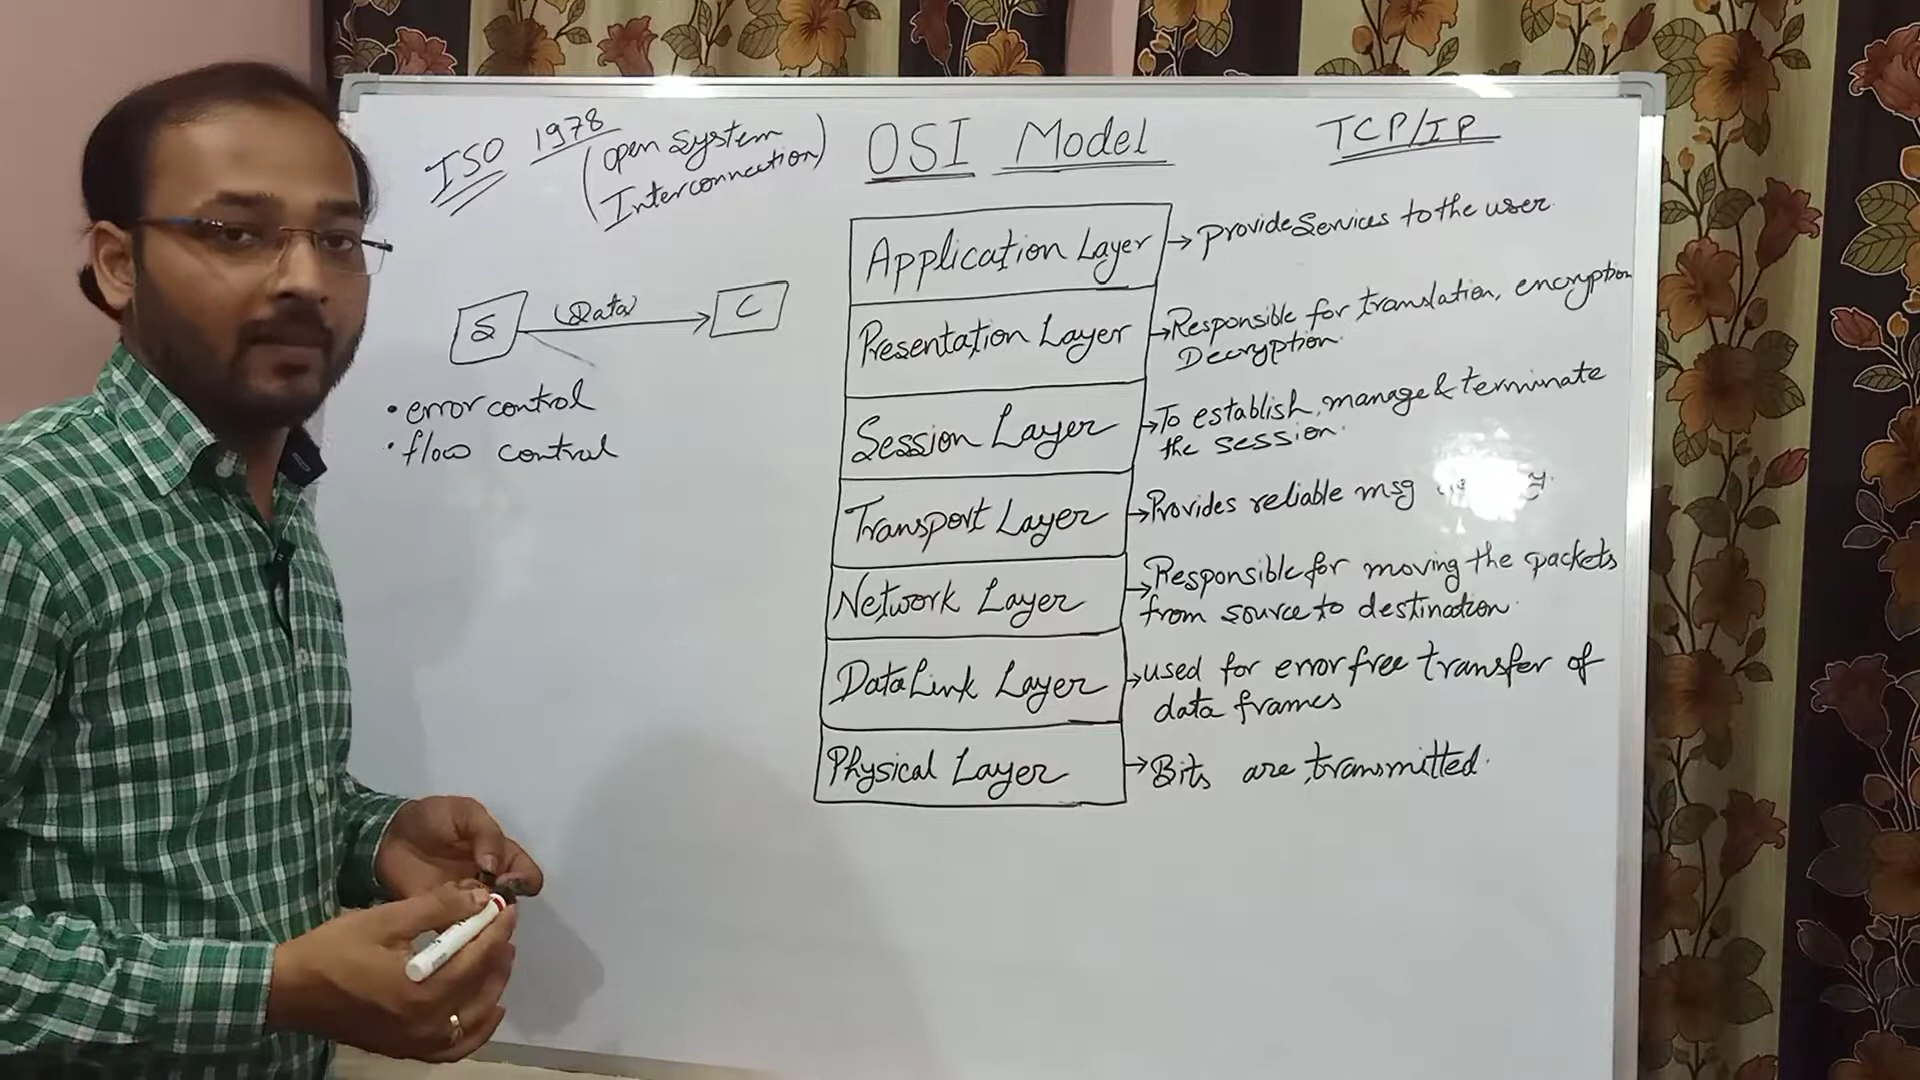 ISO 1978
(open system
Interconnection)
OSI Model
TCP/IP
S
(Data)
C
• error control
• flow control
Application Layer → provide Services to the user.
Presentation Layer → Responsible for translation, encryption
Decryption.
Session Layer → To establish, manage & terminate
the session.
Transport Layer → Provides reliable msg
Network Layer → Responsible for moving the packets
from source to destination.
Data Link Layer → used for error free transfer of
data frames
Physical Layer → Bits are transmitted.